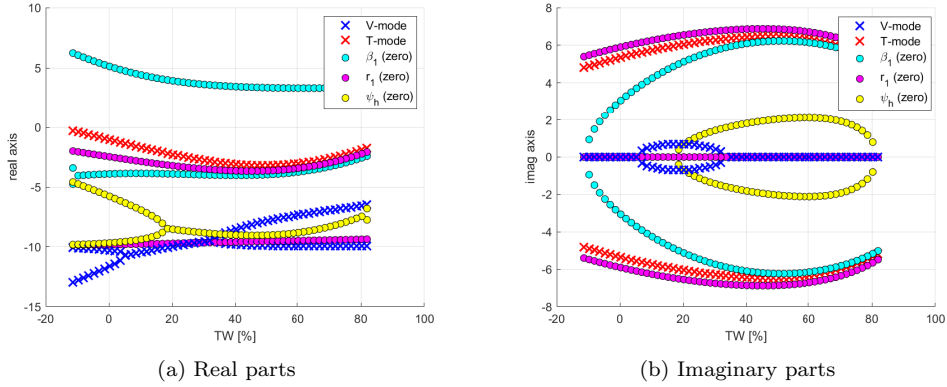 10
5
0
-5
-10
-15
real axis
-20
0
20
40
60
80
100
TW [%]
V-mode
T-mode
β1 (zero)
r1 (zero)
ψh (zero)
(a) Real parts
8
6
4
2
0
-2
-4
-6
-8
imag axis
-20
0
20
40
60
80
100
TW [%]
V-mode
T-mode
β1 (zero)
r1 (zero)
ψh (zero)
(b) Imaginary parts